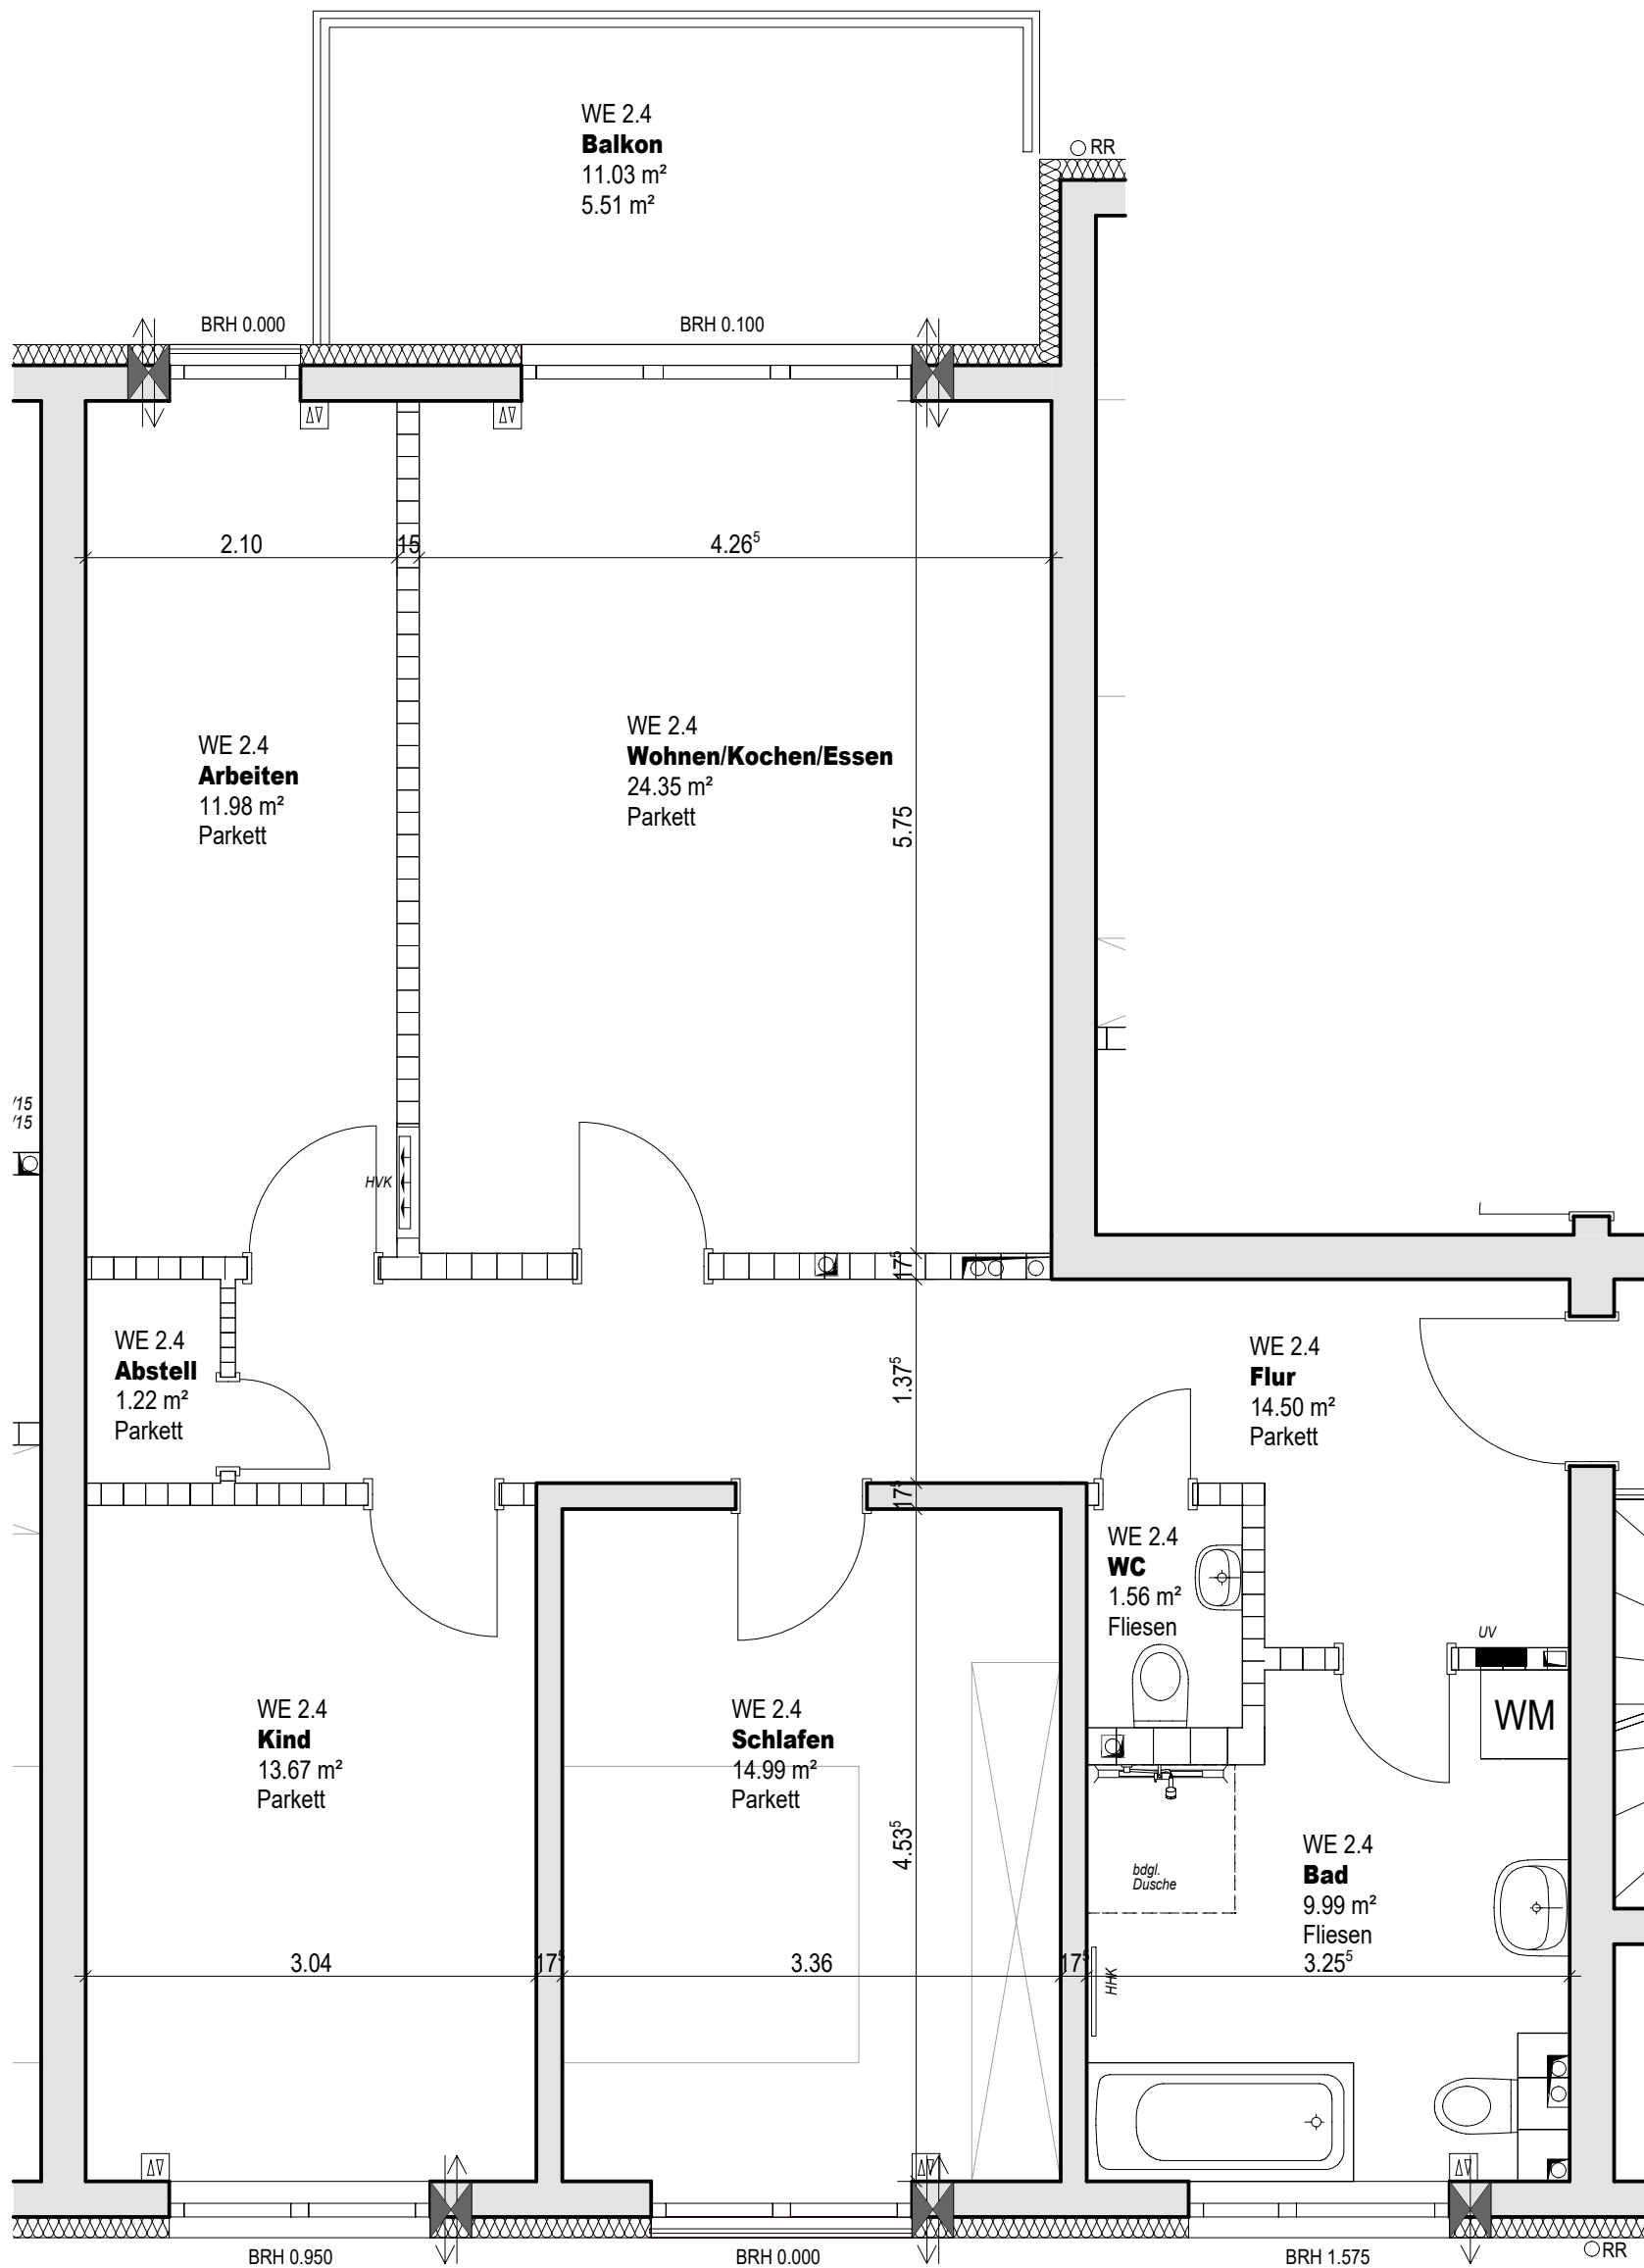 WE 2.4
Balkon
11.03 m²
5.51 m²
RR
BRH 0.000
BRH 0.100
2.10
15
4.26⁵
WE 2.4
Arbeiten
11.98 m²
Parkett
WE 2.4
Wohnen/Kochen/Essen
24.35 m²
Parkett
5.75
/15
/15
HVK
17⁵
WE 2.4
Abstell
1.22 m²
Parkett
1.37⁵
WE 2.4
Flur
14.50 m²
Parkett
17⁵
WE 2.4
WC
1.56 m²
Fliesen
UV
WM
WE 2.4
Kind
13.67 m²
Parkett
WE 2.4
Schlafen
14.99 m²
Parkett
4.53⁵
bdgl.
Dusche
WE 2.4
Bad
9.99 m²
Fliesen
3.04
17⁵
3.36
17⁵
3.25⁵
HHK
BRH 0.950
BRH 0.000
BRH 1.575
RR